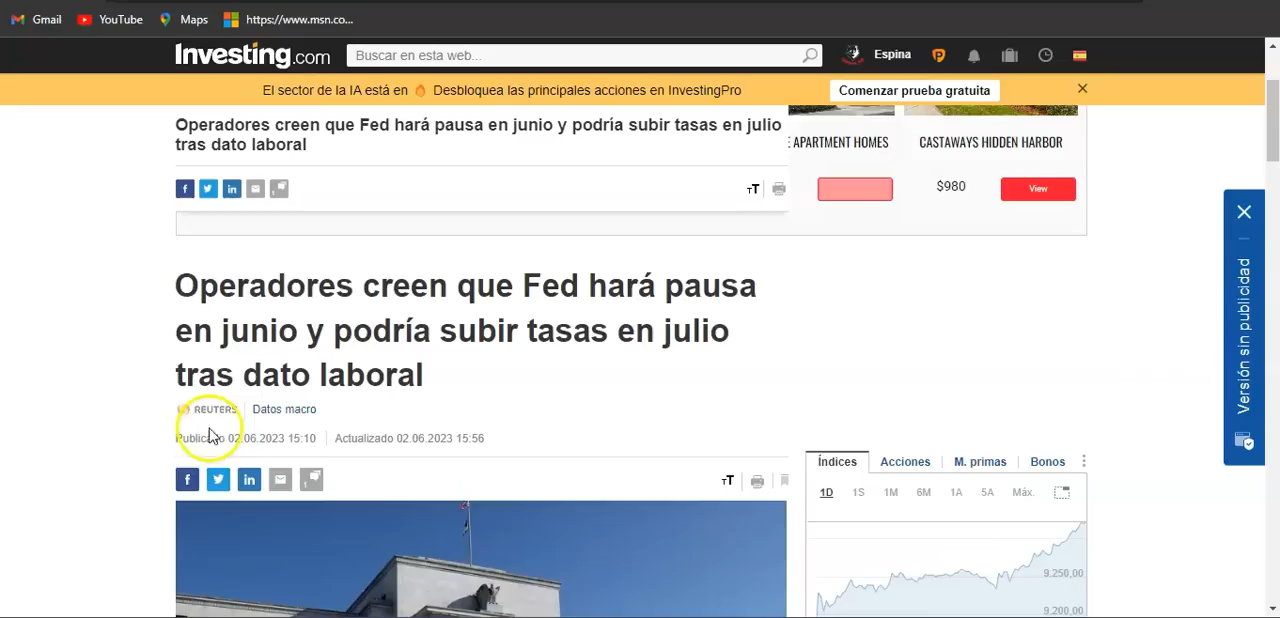 Gmail YouTube Maps https://www.msn.co...
Investing.com Buscar en esta web... Espina
El sector de la IA está en Desbloquea las principales acciones en InvestingPro Comenzar prueba gratuita
Operadores creen que Fed hará pausa en junio y podría subir tasas en julio
tras dato laboral
APARTMENT HOMES CASTAWAYS HIDDEN HARBOR
$980 View
Operadores creen que Fed hará pausa
en junio y podría subir tasas en julio
tras dato laboral
REUTERS Datos macro
Publicado 02.06.2023 15:10 Actualizado 02.06.2023 15:56
Índices Acciones M. primas Bonos
1D 1S 1M 6M 1A 5A Máx.
9.250,00
9.200,00
Versión sin publicidad